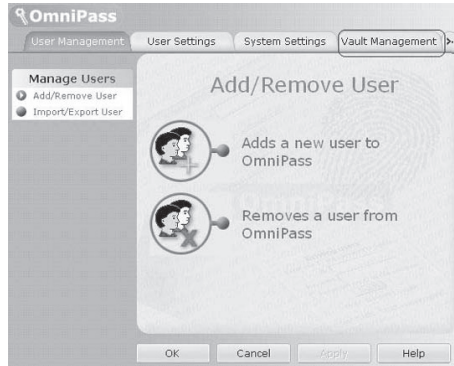 OmniPass
User Management User Settings System Settings Vault Management
Manage Users
Add/Remove User
Import/Export User
Add/Remove User
Adds a new user to
OmniPass
Removes a user from
OmniPass
OK Cancel Apply Help